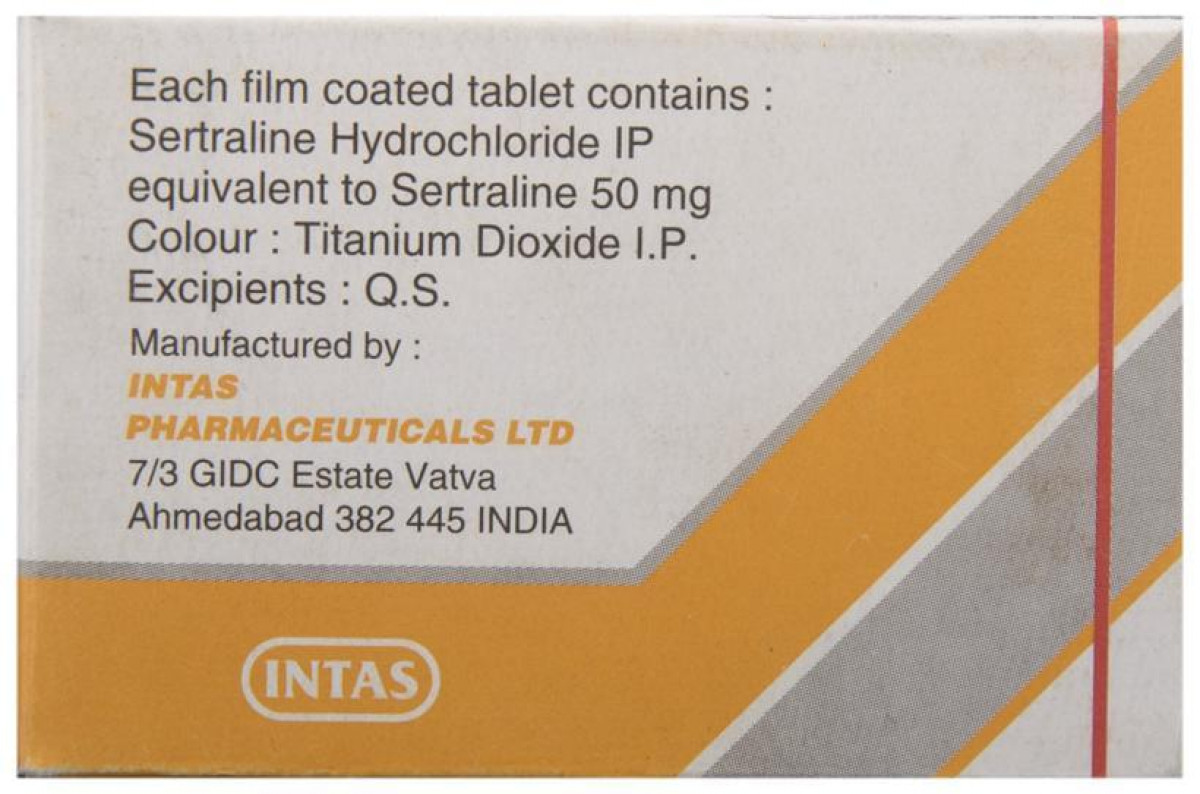 Each film coated tablet contains :
Sertraline Hydrochloride IP
equivalent to Sertraline 50 mg
Colour : Titanium Dioxide I.P.
Excipients : Q.S.
Manufactured by :
INTAS
PHARMACEUTICALS LTD
7/3 GIDC Estate Vatva
Ahmedabad 382 445 INDIA
INTAS